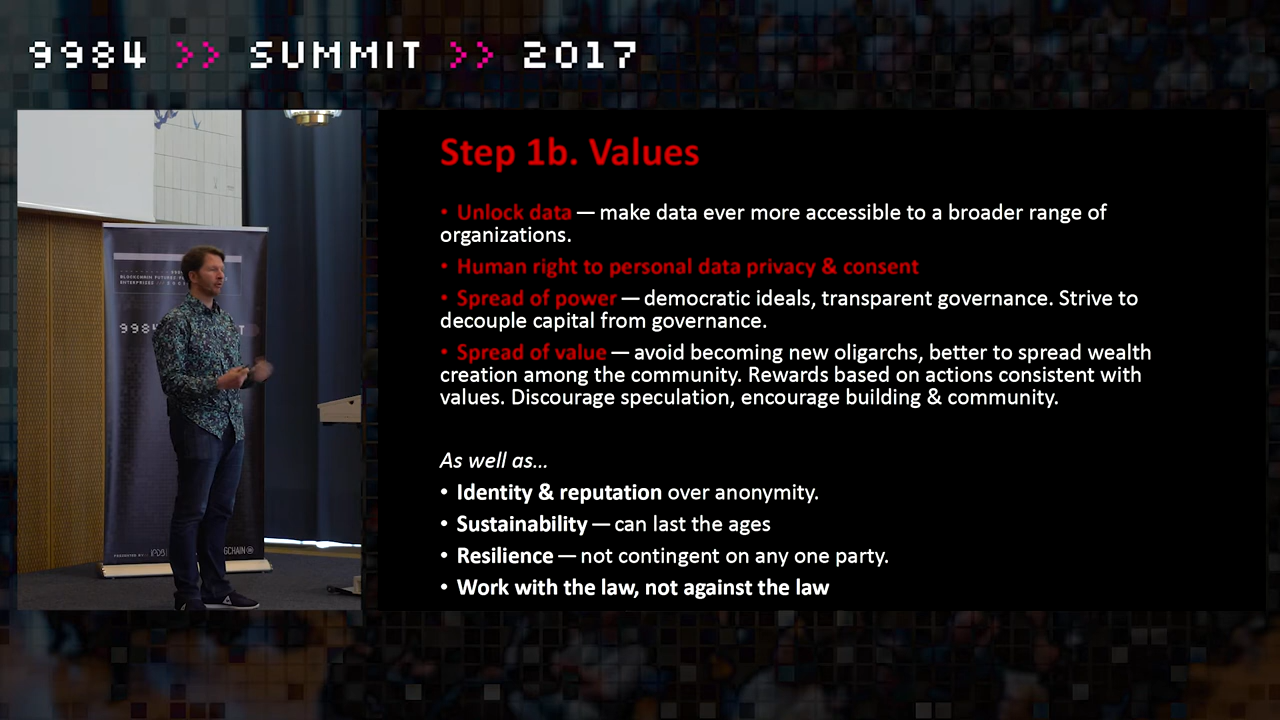 9984 >> SUMMIT >> 2017
Step 1b. Values
• Unlock data — make data ever more accessible to a broader range of
organizations.
• Human right to personal data privacy & consent
• Spread of power — democratic ideals, transparent governance. Strive to
decouple capital from governance.
• Spread of value — avoid becoming new oligarchs, better to spread wealth
creation among the community. Rewards based on actions consistent with
values. Discourage speculation, encourage building & community.
As well as...
• Identity & reputation over anonymity.
• Sustainability — can last the ages
• Resilience — not contingent on any one party.
• Work with the law, not against the law